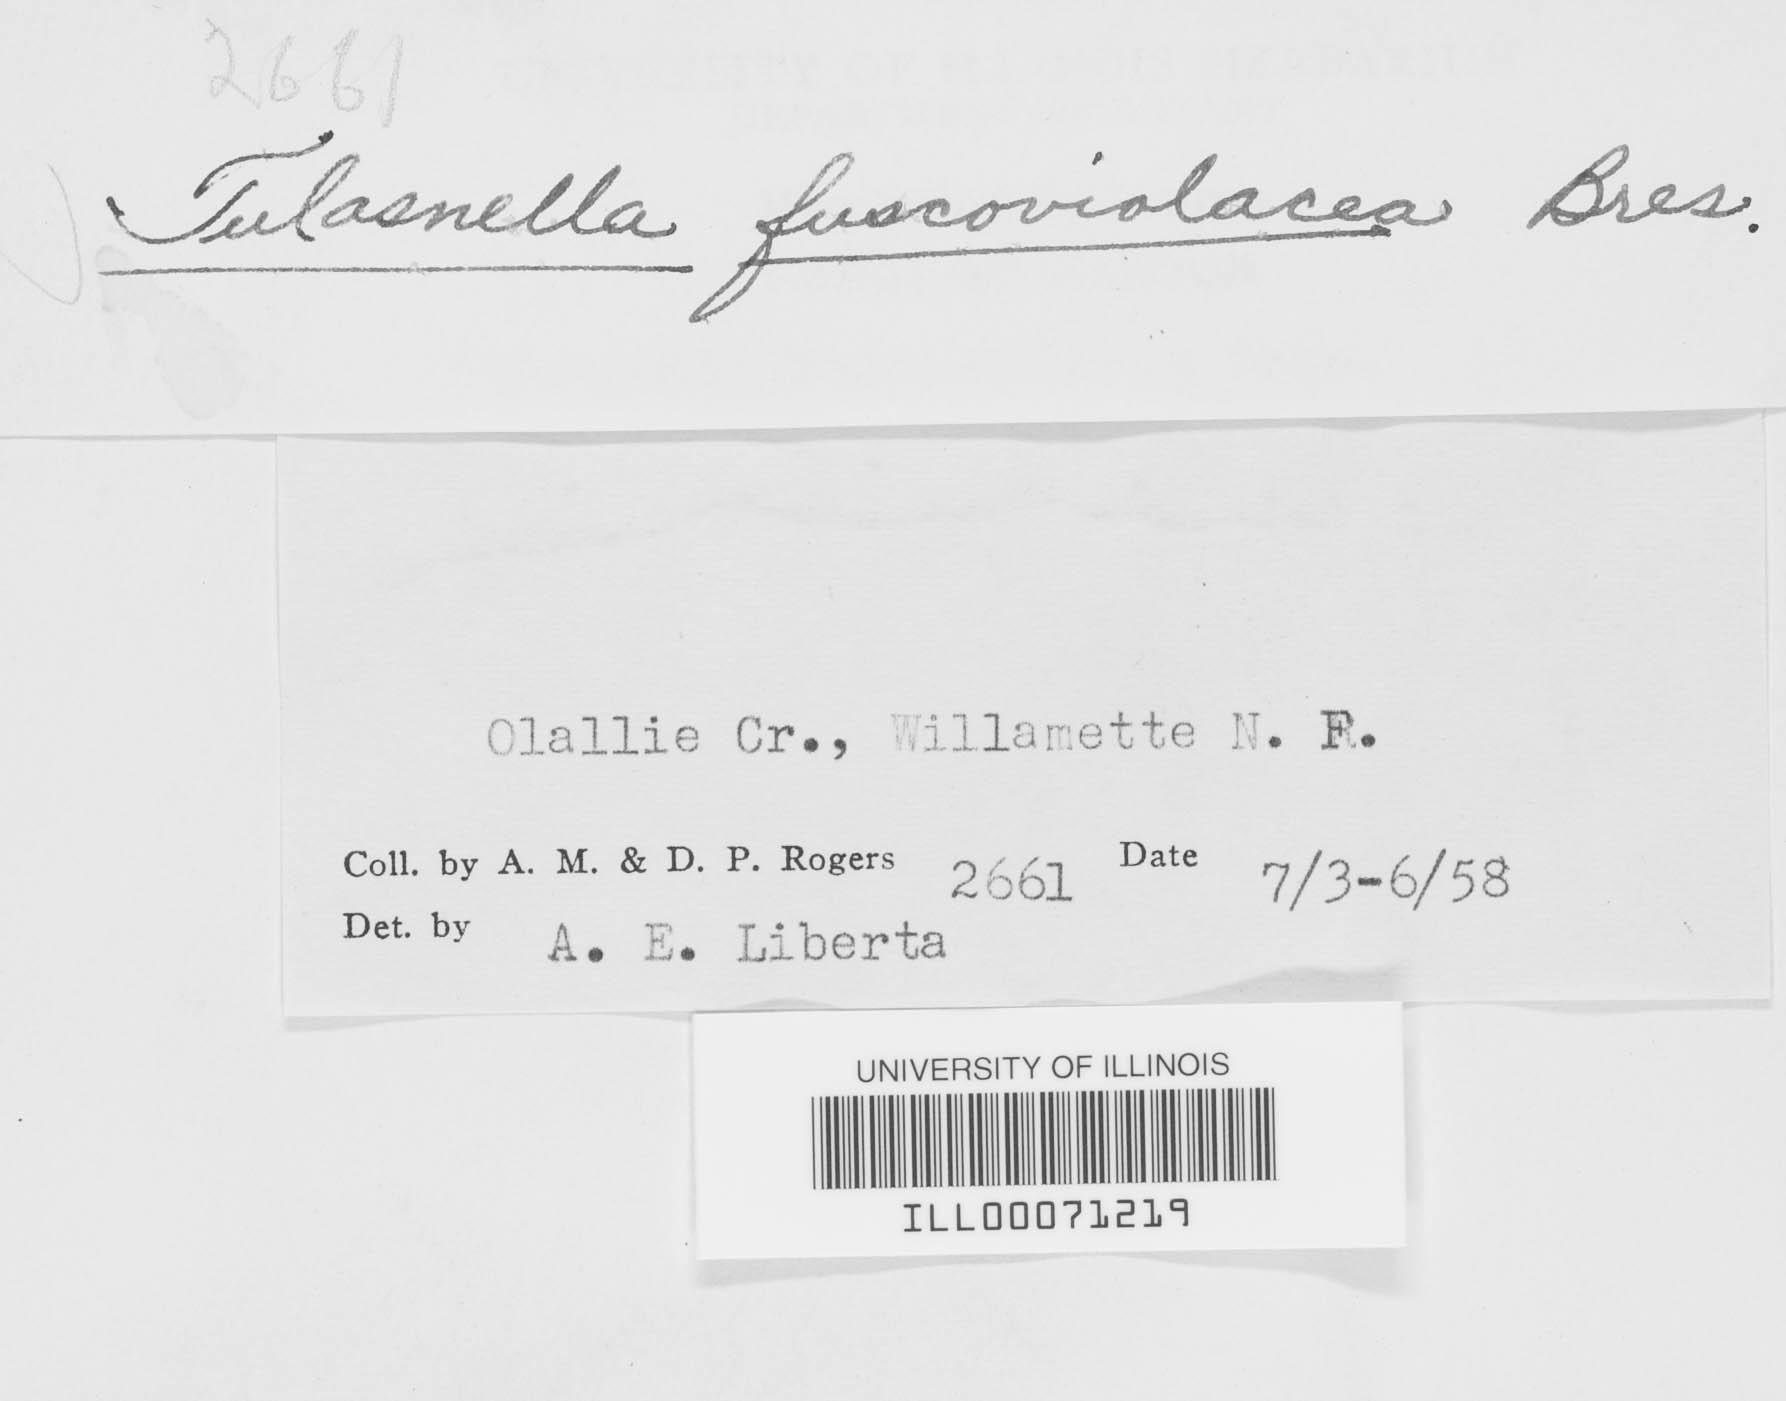 2661
Tulasnella fuscoviolacea Bres.
Olallie Cr., Willamette N. F.
Coll. by A. M. & D. P. Rogers 2661 Date 7/3-6/58
Det. by A. E. Liberta
UNIVERSITY OF ILLINOIS
ILL00071219